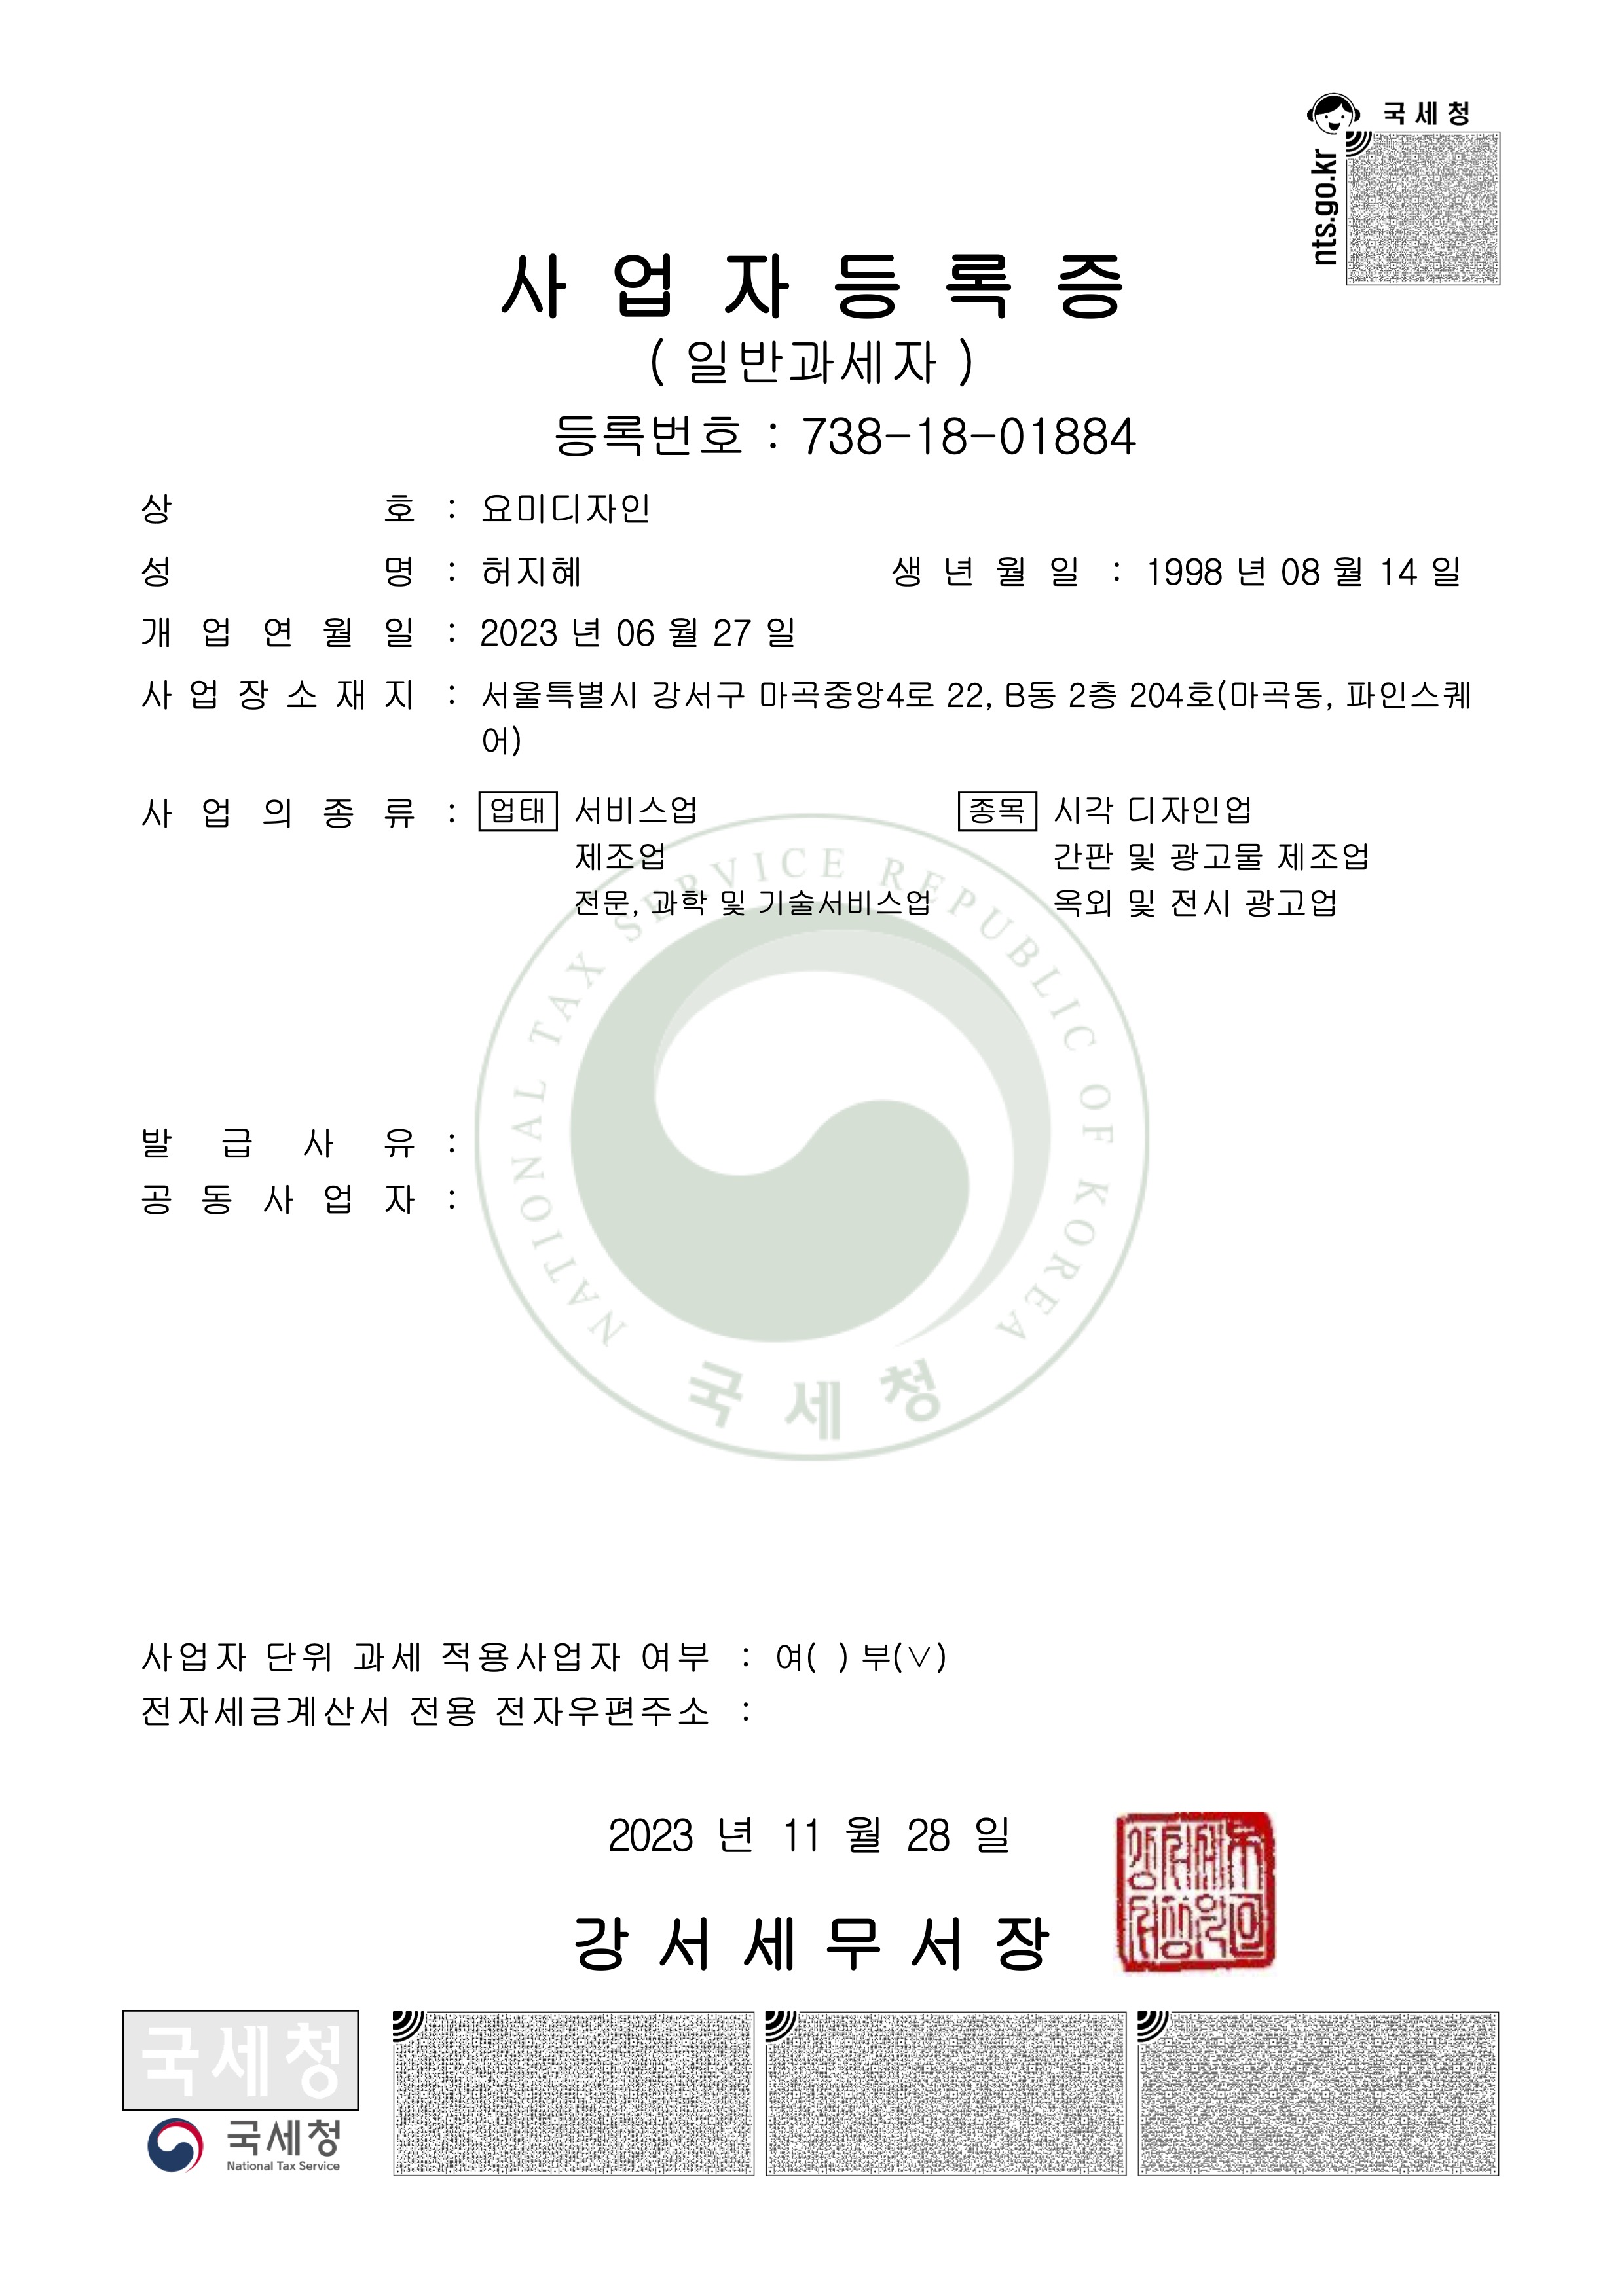 국세청
nts.go.kr
사업자등록증
( 일반과세자 )
등록번호 : 738-18-01884
상호 : 요미디자인
성명 : 허지혜 생년월일 : 1998 년 08 월 14 일
개업연월일 : 2023 년 06 월 27 일
사업장소재지 : 서울특별시 강서구 마곡중앙4로 22, B동 2층 204호(마곡동, 파인스퀘
어)
사업의종류 : 업태 서비스업 종목 시각 디자인업
제조업 간판 및 광고물 제조업
전문, 과학 및 기술서비스업 옥외 및 전시 광고업
NATIONAL TAX SERVICE REPUBLIC OF KOREA
발급사유 :
공동사업자 :
국세청
사업자 단위 과세 적용사업자 여부 : 여( ) 부(∨)
전자세금계산서 전용 전자우편주소 :
2023 년 11 월 28 일
강서세무서장
국세청
국세청
National Tax Service